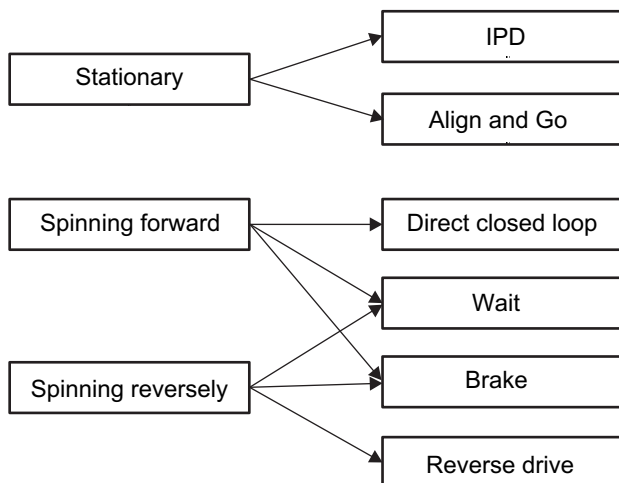 IPD
Stationary
Align and Go
Spinning forward
Direct closed loop
Wait
Spinning reversely
Brake
Reverse drive